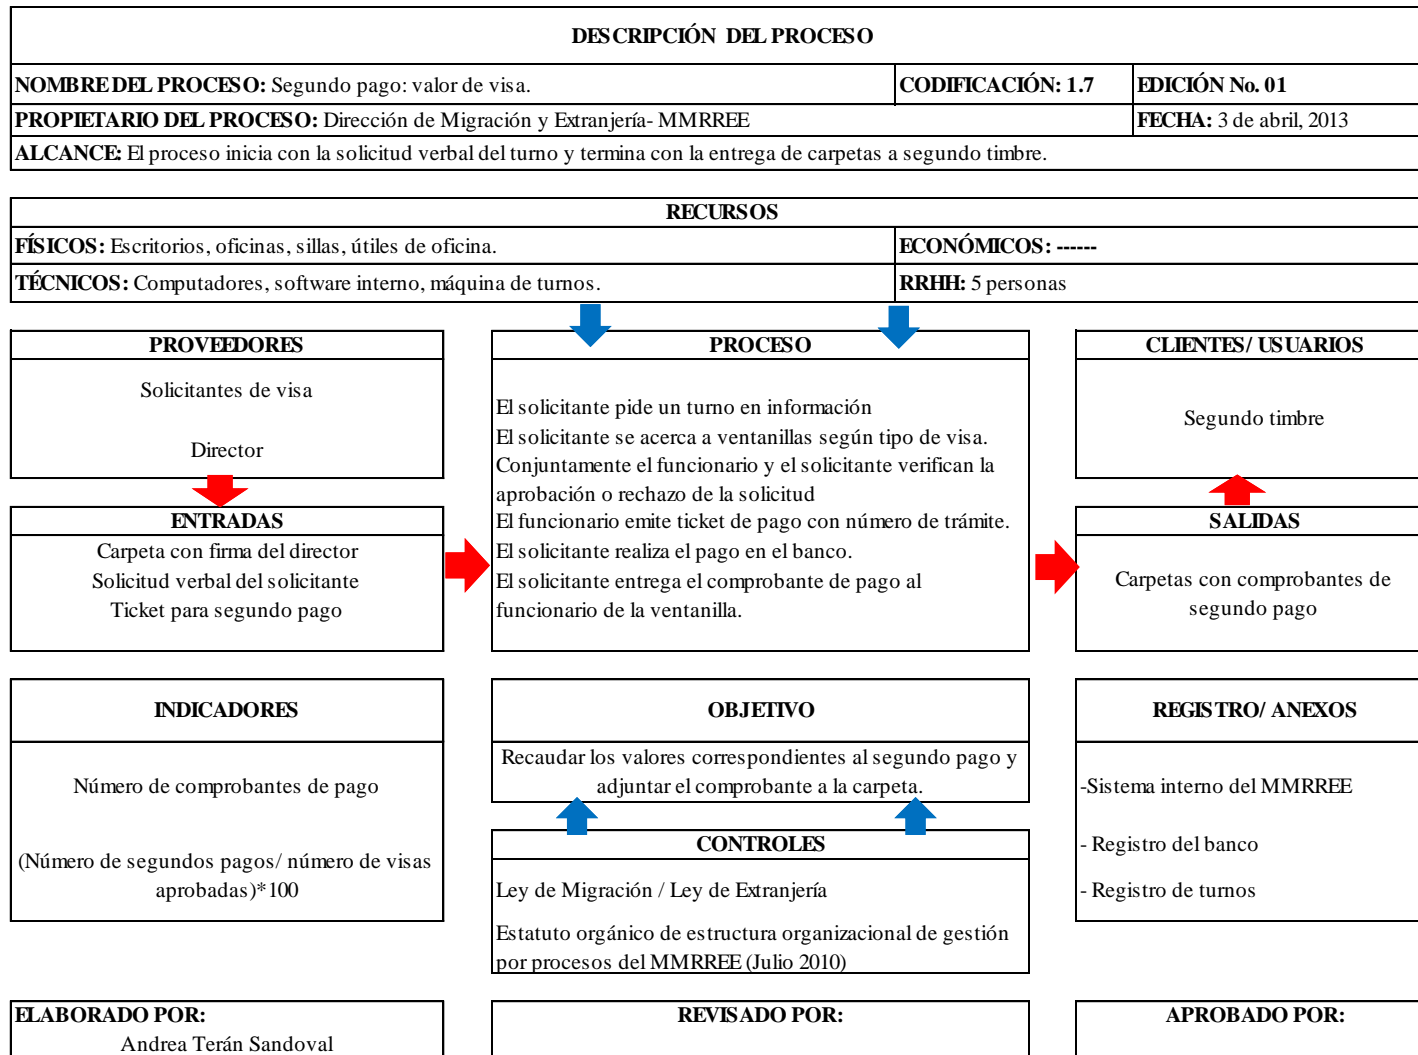 DESCRIPCIÓN DEL PROCESO
NOMBRE DEL PROCESO: Segundo pago: valor de visa.
CODIFICACIÓN: 1.7
EDICIÓN No. 01
PROPIETARIO DEL PROCESO: Dirección de Migración y Extranjería- MMRREE
FECHA: 3 de abril, 2013
ALCANCE: El proceso inicia con la solicitud verbal del turno y termina con la entrega de carpetas a segundo timbre.
RECURSOS
FÍSICOS: Escritorios, oficinas, sillas, útiles de oficina.
ECONÓMICOS: ------
TÉCNICOS: Computadores, software interno, máquina de turnos.
RRHH: 5 personas
PROVEEDORES
Solicitantes de visa
Director
ENTRADAS
Carpeta con firma del director
Solicitud verbal del solicitante
Ticket para segundo pago
PROCESO
El solicitante pide un turno en información
El solicitante se acerca a ventanillas según tipo de visa.
Conjuntamente el funcionario y el solicitante verifican la
aprobación o rechazo de la solicitud
El funcionario emite ticket de pago con número de trámite.
El solicitante realiza el pago en el banco.
El solicitante entrega el comprobante de pago al
funcionario de la ventanilla.
CLIENTES/ USUARIOS
Segundo timbre
SALIDAS
Carpetas con comprobantes de
segundo pago
INDICADORES
Número de comprobantes de pago
(Número de segundos pagos/ número de visas
aprobadas)*100
OBJETIVO
Recaudar los valores correspondientes al segundo pago y
adjuntar el comprobante a la carpeta.
CONTROLES
Ley de Migración / Ley de Extranjería
Estatuto orgánico de estructura organizacional de gestión
por procesos del MMRREE (Julio 2010)
REGISTRO/ ANEXOS
-Sistema interno del MMRREE
- Registro del banco
- Registro de turnos
ELABORADO POR:
Andrea Terán Sandoval
REVISADO POR:
APROBADO POR: